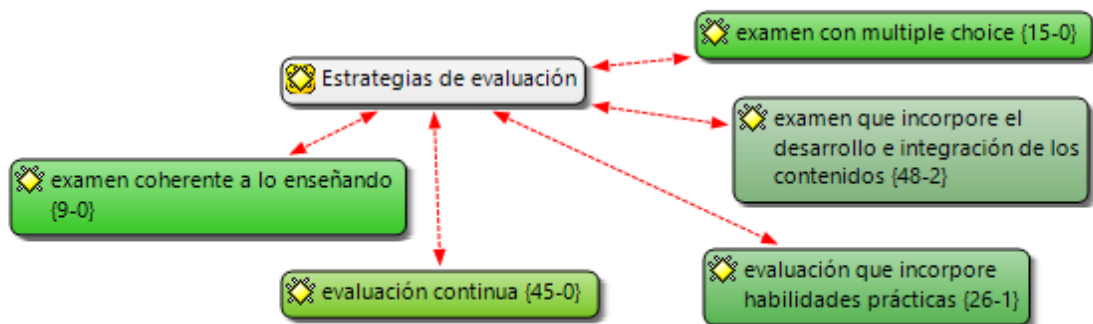 examen con multiple choice {15-0}
Estrategias de evaluación
examen que incorpore el
desarrollo e integración de los
contenidos {48-2}
examen coherente a lo enseñando
{9-0}
evaluación que incorpore
habilidades prácticas {26-1}
evaluación continua {45-0}